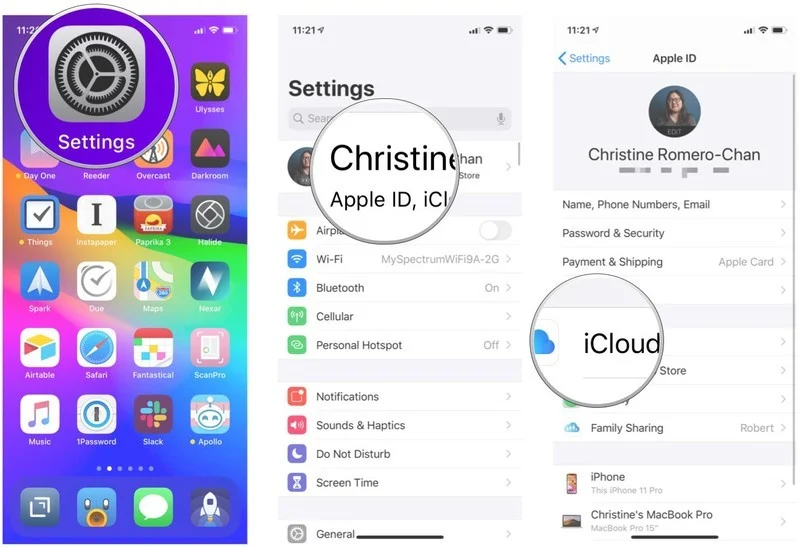 11:2
Settings
Ulysses
Day One
Reeder
Overcast
Darkroom
Things
Instapaper
Paprika 3
Halide
Spark
Due
Maps
Nexar
Airtable
Safari
Fantastical
ScanPro
Music
1Password
Slack
Apollo
11:21
Settings
Sear
Christine
han
Apple ID, iCl
Store
Airpla
Wi-Fi MySpectrumWiFi9A-2G
Bluetooth On
Cellular
Personal Hotspot Off
Notifications
Sounds & Haptics
Do Not Disturb
Screen Time
General
11:21
Settings Apple ID
EDIT
Christine Romero-Chan
Name, Phone Numbers, Email
Password & Security
Payment & Shipping Apple Card
iCloud
Store
Family Sharing Robert
iPhone
This iPhone 11 Pro
Christine's MacBook Pro
MacBook Pro 15"